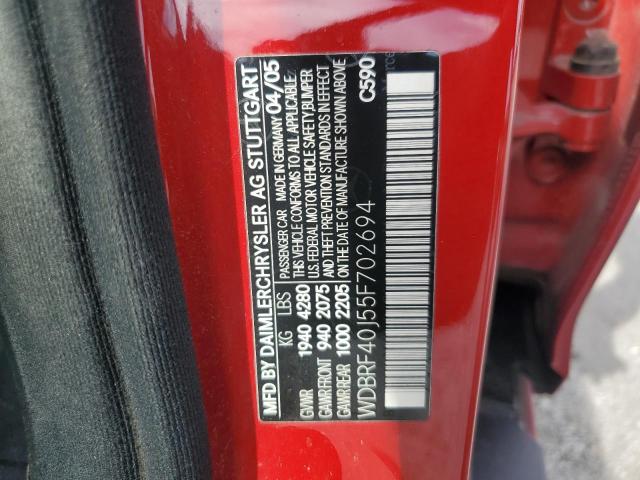 MFD BY DAIMLERCHRYSLER AG STUTTGART
KG LBS PASSENGER CAR MADE IN GERMANY 04/05
GVWR 1940 4280 THIS VEHICLE CONFORMS TO ALL APPLICABLE
U.S. FEDERAL MOTOR VEHICLE SAFETY,BUMPER
GAWR FRONT 940 2075 AND THEFT PREVENTION STANDARDS IN EFFECT
GAWR REAR 1000 2205 ON THE DATE OF MANUFACTURE SHOWN ABOVE
WDBRF40J55F702694 C590